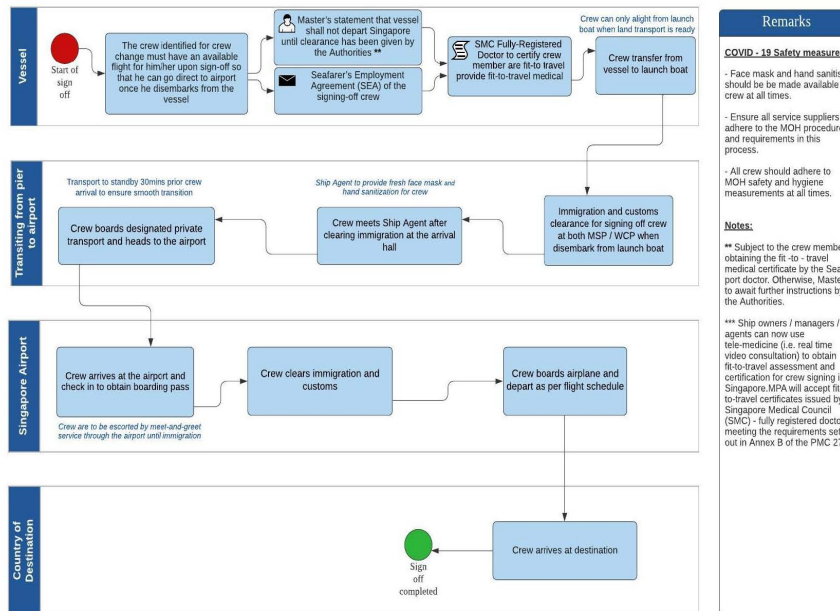 Vessel
Start of
sign
off
The crew identified for crew
change must have an available
flight for him/her upon sign-off so
that he can go direct to airport
once he disembarks from the
vessel
Master's statement that vessel
shall not depart Singapore
until clearance has been given by
the Authorities **
Seafarer's Employment
Agreement (SEA) of the
signing-off crew
SMC Fully-Registered
Doctor to certify crew
member are fit-to travel
provide fit-to-travel medical
Crew can only alight from launch
boat when land transport is ready
Crew transfer from
vessel to launch boat
Transiting from pier
to airport
Transport to standby 30mins prior crew
arrival to ensure smooth transition
Crew boards designated private
transport and heads to the airport
Ship Agent to provide fresh face mask and
hand sanitization for crew
Crew meets Ship Agent after
clearing immigration at the arrival
hall
Immigration and customs
clearance for signing off crew
at both MSP / WCP when
disembark from launch boat
Singapore Airport
Crew arrives at the airport and
check in to obtain boarding pass
Crew are to be escorted by meet-and-greet
service through the airport until immigration
Crew clears immigration and
customs
Crew boards airplane and
depart as per flight schedule
Country of
Destination
Sign
off
completed
Crew arrives at destination
Remarks
COVID - 19 Safety measure
- Face mask and hand sanitis
should be be made available
crew at all times.
- Ensure all service suppliers
adhere to the MOH procedure
and requirements in this
process.
- All crew should adhere to
MOH safety and hygiene
measurements at all times.
Notes:
** Subject to the crew membe
obtaining the fit -to - travel
medical certificate by the Sea
port doctor. Otherwise, Maste
to await further instructions by
the Authorities.
*** Ship owners / managers /
agents can now use
tele-medicine (i.e. real time
video consultation) to obtain
fit-to-travel assessment and
certification for crew signing i
Singapore.MPA will accept fit
to-travel certificates issued by
Singapore Medical Council
(SMC) - fully registered docto
meeting the requirements set
out in Annex B of the PMC 27